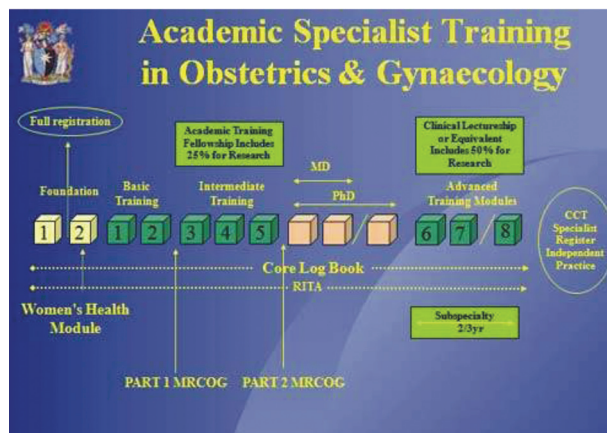 Academic Specialist Training
in Obstetrics & Gynaecology
Full registration
Academic Training
Fellowship Includes
25% for Research
Clinical Lectureship
or Equivalent
Includes 50% for
Research
MD
PhD
Foundation
Basic
Training
Intermediate
Training
Advanced
Training Modules
1 2 1 2 3 4 5 / 6 7 / 8
CCT
Specialist
Register
Independent
Practice
Core Log Book
RITA
Women's Health
Module
Subspecialty
2/3yr
PART 1 MRCOG
PART 2 MRCOG